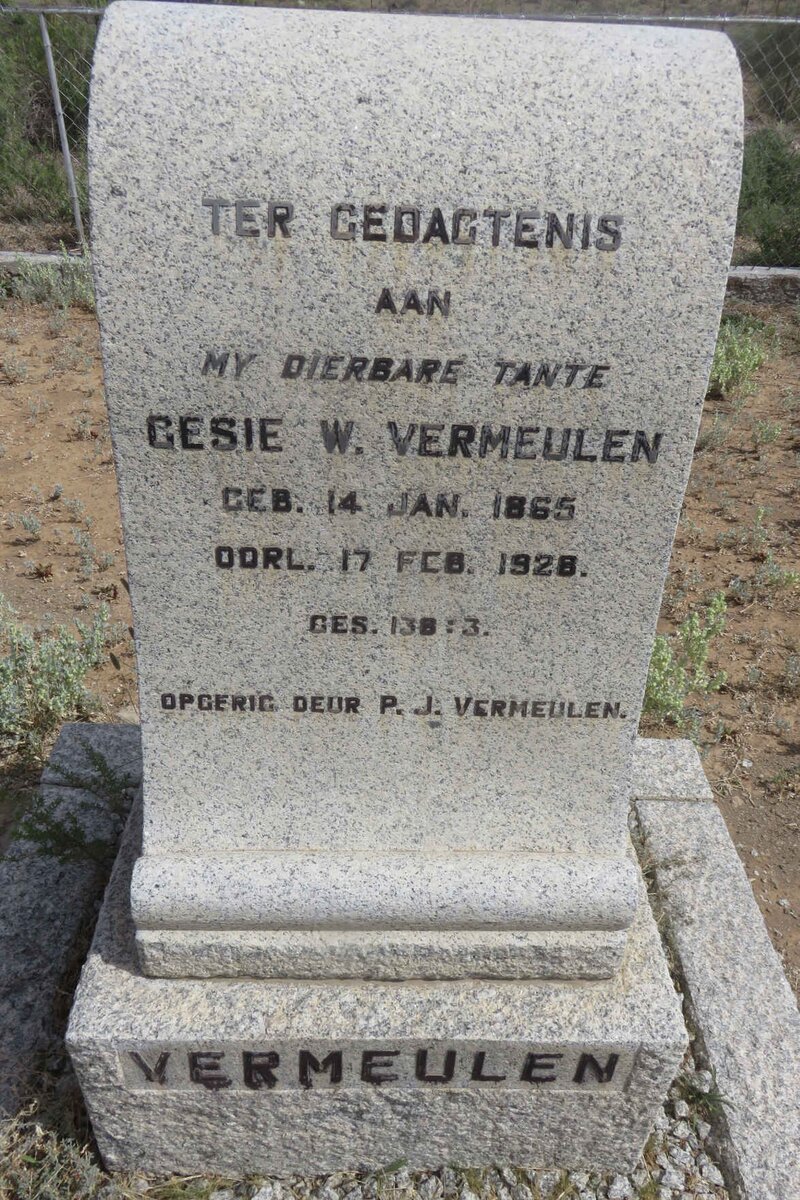 TER GEDAGTENIS
AAN
MY DIERBARE TANTE
GESIE W. VERMEULEN
GEB. 14 JAN. 1865
OORL. 17 FEB. 1928.
GES. 138:3.
OPGERIG DEUR P. J. VERMEULEN.
VERMEULEN